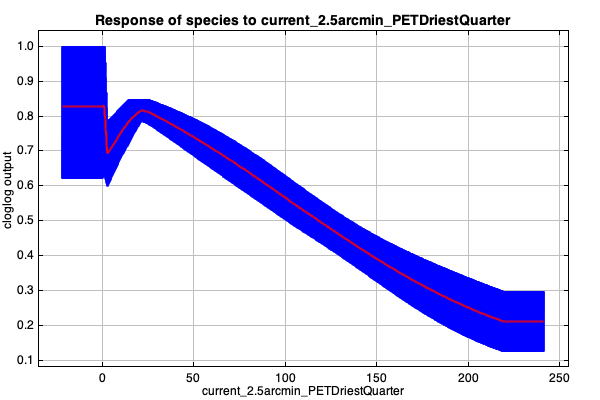 Response of species to current_2.5arcmin_PETDriestQuarter
1.0
0.9
0.8
0.7
0.6
0.5
0.4
0.3
0.2
0.1
cloglog output
0 50 100 150 200 250
current_2.5arcmin_PETDriestQuarter